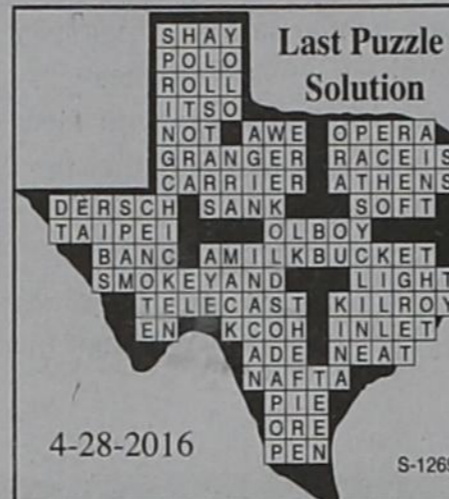 SHAY
POLO
ROLL
ITSO
Last Puzzle
Solution
NOT AWE OPERA
GRANGER RACEIS
CARRIER ATHENS
DERSCH SANK SOFT
TAIPEI OLBOY
BANC AMILKBUCKET
SMOKEYAND LIGHT
TELECAST KILROY
EN KCOH INLET
ADE NEAT
NAFTA
PIE
ORE
PEN
4-28-2016
S-1269